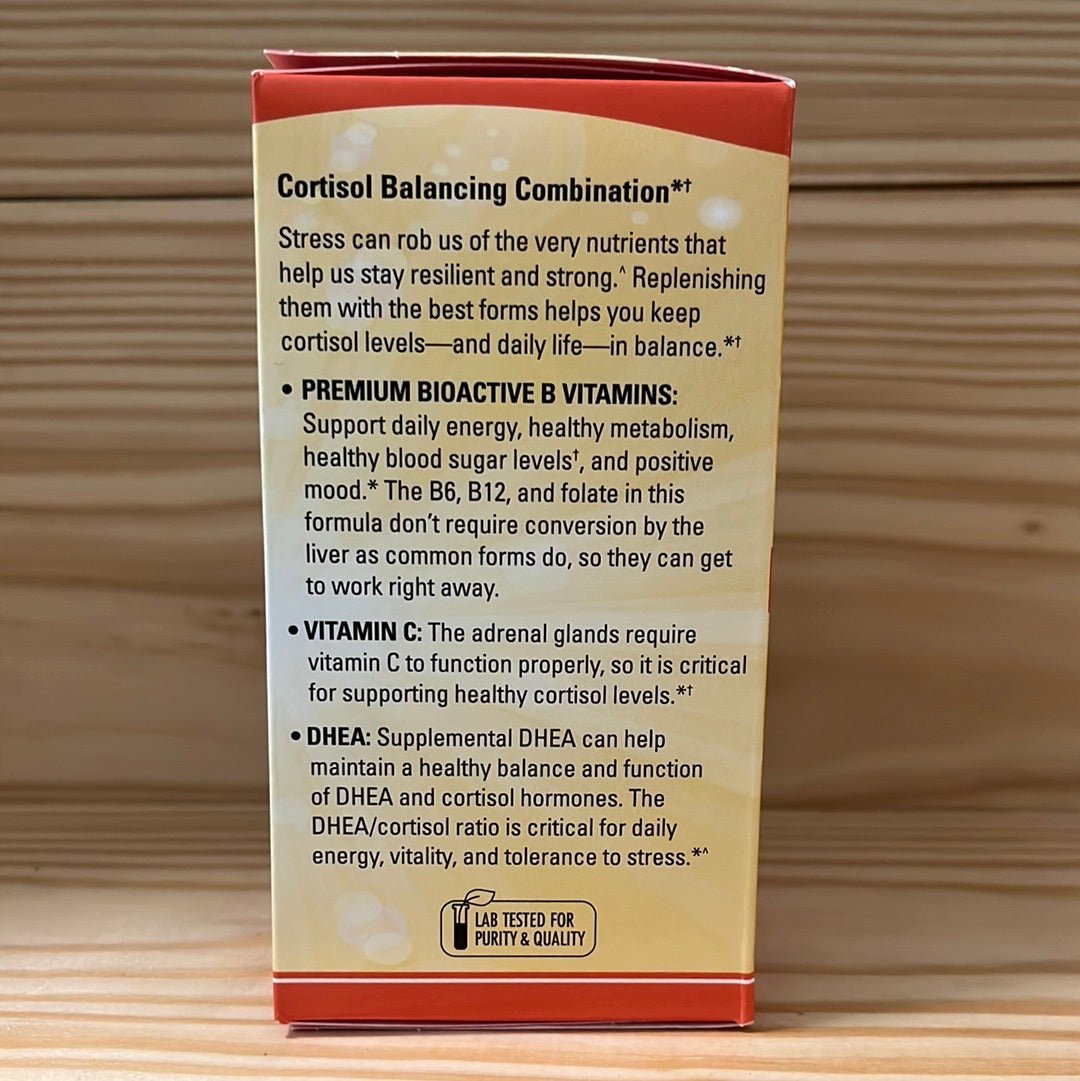 Cortisol Balancing Combination*†
Stress can rob us of the very nutrients that
help us stay resilient and strong.^ Replenishing
them with the best forms helps you keep
cortisol levels—and daily life—in balance.*†
• PREMIUM BIOACTIVE B VITAMINS:
Support daily energy, healthy metabolism,
healthy blood sugar levels†, and positive
mood.* The B6, B12, and folate in this
formula don't require conversion by the
liver as common forms do, so they can get
to work right away.
• VITAMIN C: The adrenal glands require
vitamin C to function properly, so it is critical
for supporting healthy cortisol levels.*†
• DHEA: Supplemental DHEA can help
maintain a healthy balance and function
of DHEA and cortisol hormones. The
DHEA/cortisol ratio is critical for daily
energy, vitality, and tolerance to stress.*^
LAB TESTED FOR
PURITY & QUALITY